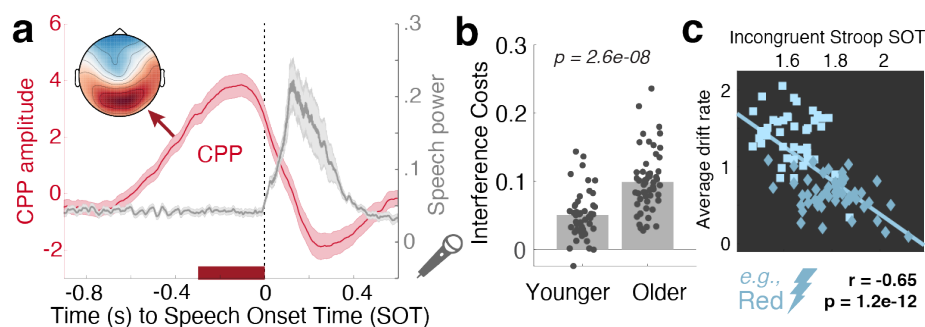 a
6
4
2
0
-2
CPP amplitude
CPP
.3
.2
.1
0
Speech power
-0.8
-0.4
0
0.4
Time (s) to Speech Onset Time (SOT)
b
0.3
0.2
0.1
0
Interference Costs
p = 2.6e-08
Younger
Older
c
Incongruent Stroop SOT
1.6
1.8
2
2
1
0
Average drift rate
e.g.,
Red
r = -0.65
p = 1.2e-12